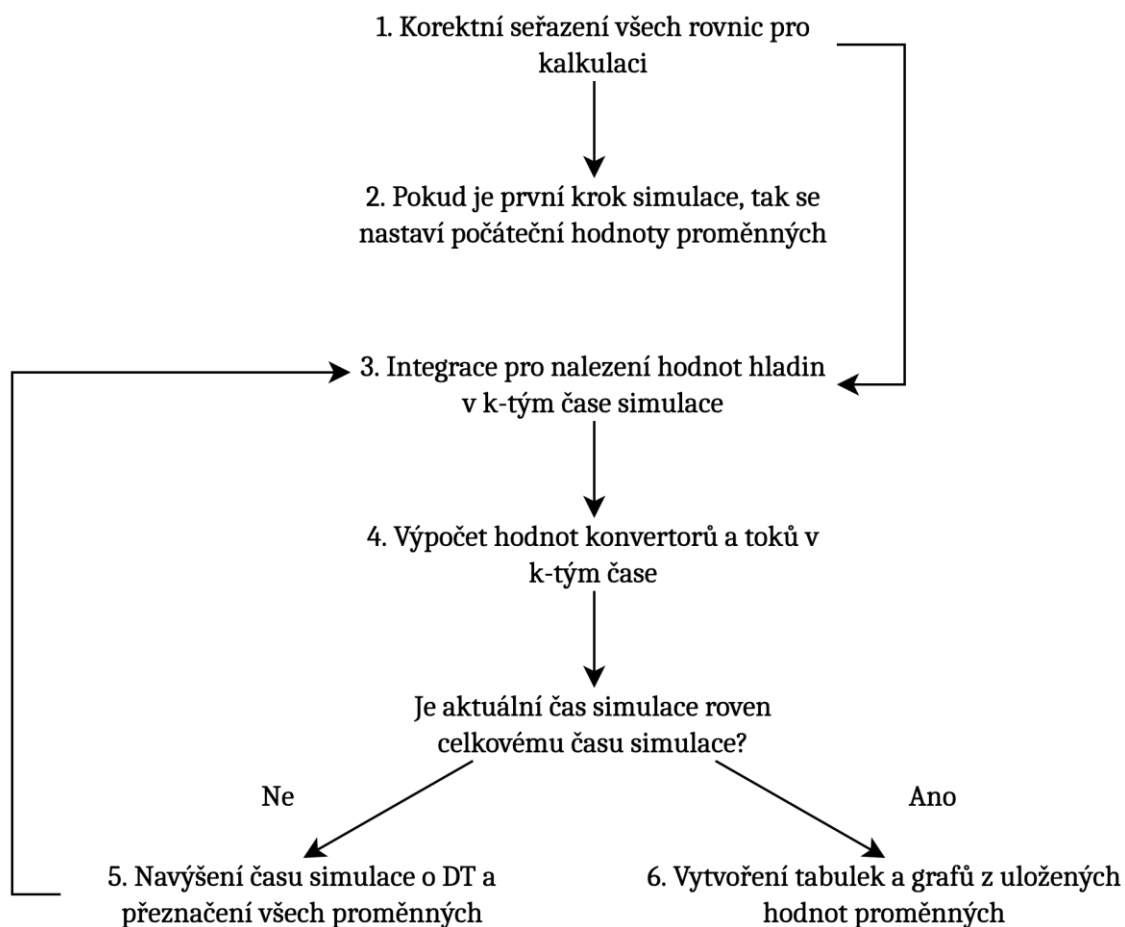 1. Korektní seřazení všech rovnic pro
kalkulaci
2. Pokud je první krok simulace, tak se
nastaví počáteční hodnoty proměnných
3. Integrace pro nalezení hodnot hladin
v k-tým čase simulace
4. Výpočet hodnot konvertorů a toků v
k-tým čase
Je aktuální čas simulace roven
celkovému času simulace?
Ne
Ano
5. Navýšení času simulace o DT a
přeznačení všech proměnných
6. Vytvoření tabulek a grafů z uložených
hodnot proměnných